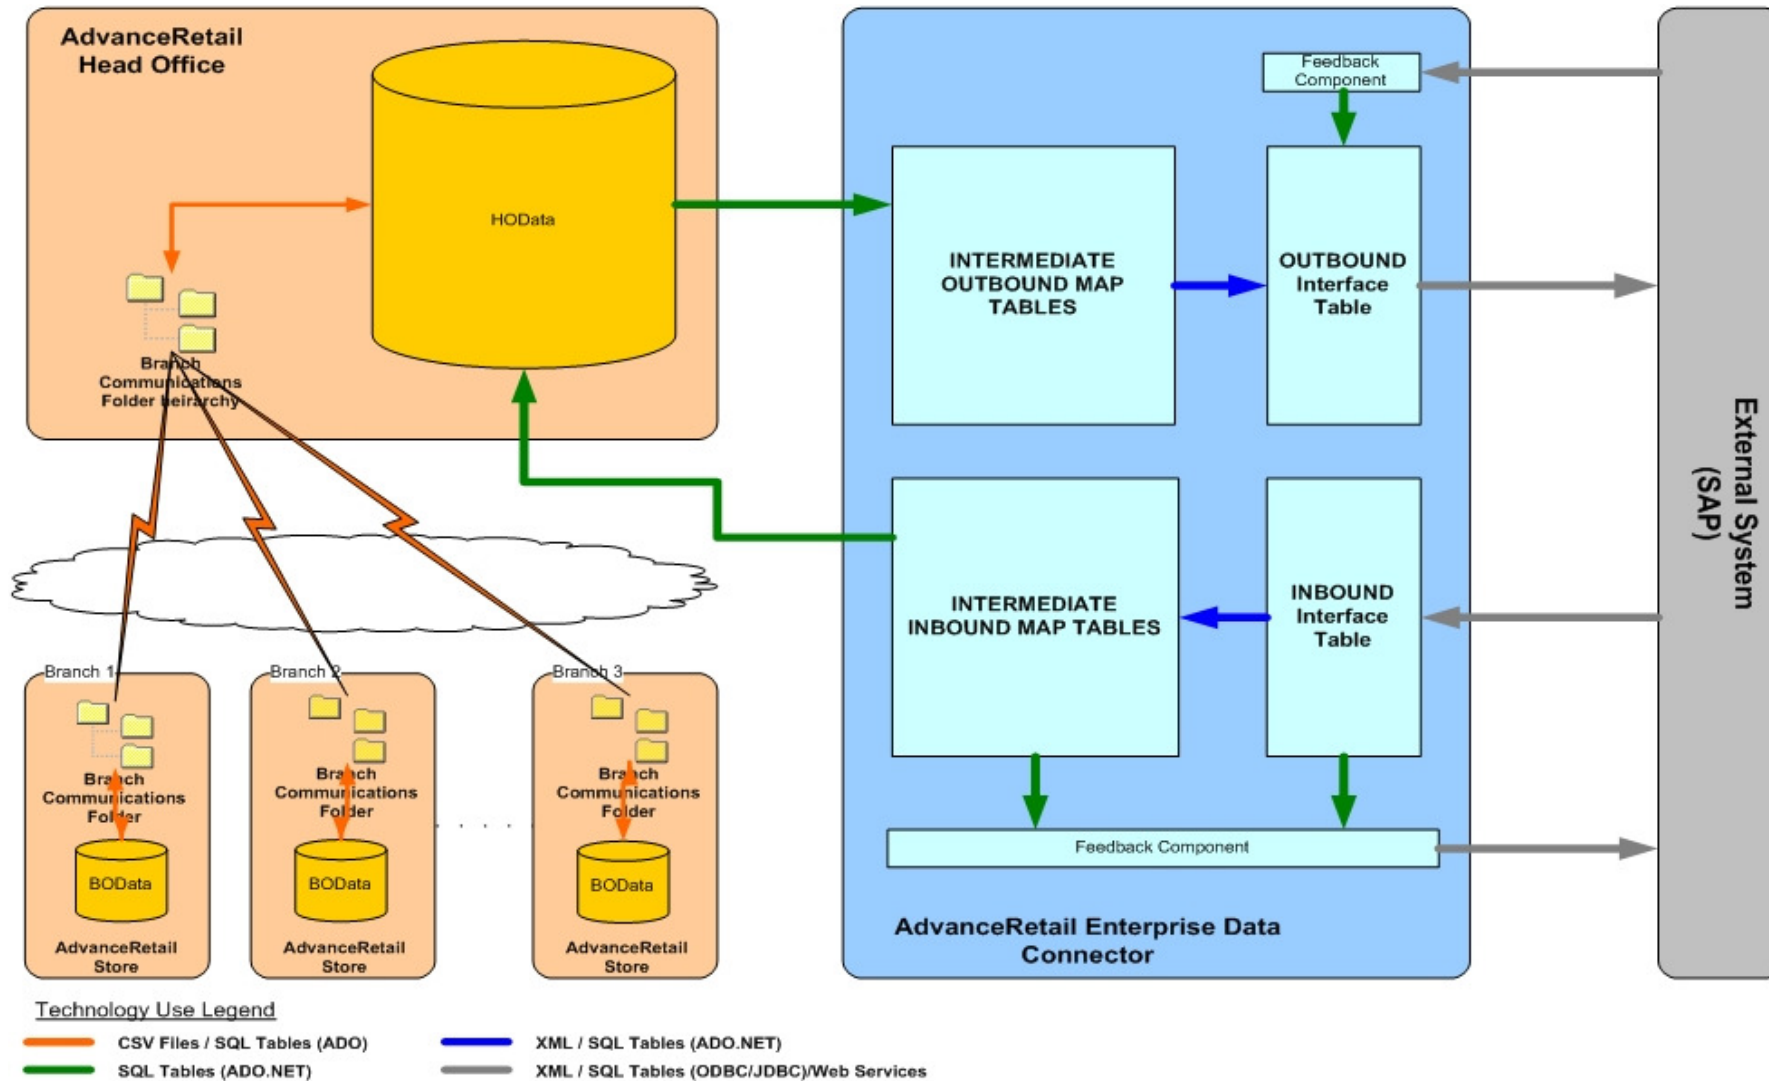 AdvanceRetail
Head Office
HOData
Branch
Communications
Folder heirarchy
Feedback
Component
INTERMEDIATE
OUTBOUND MAP
TABLES
OUTBOUND
Interface
Table
INTERMEDIATE
INBOUND MAP TABLES
INBOUND
Interface
Table
Feedback Component
AdvanceRetail Enterprise Data
Connector
External System
(SAP)
Branch 1
Branch
Communications
Folder
BOData
AdvanceRetail
Store
Branch 2
Branch
Communications
Folder
BOData
AdvanceRetail
Store
. . . . .
Branch 3
Branch
Communications
Folder
BOData
AdvanceRetail
Store
Technology Use Legend
CSV Files / SQL Tables (ADO)
SQL Tables (ADO.NET)
XML / SQL Tables (ADO.NET)
XML / SQL Tables (ODBC/JDBC)/Web Services